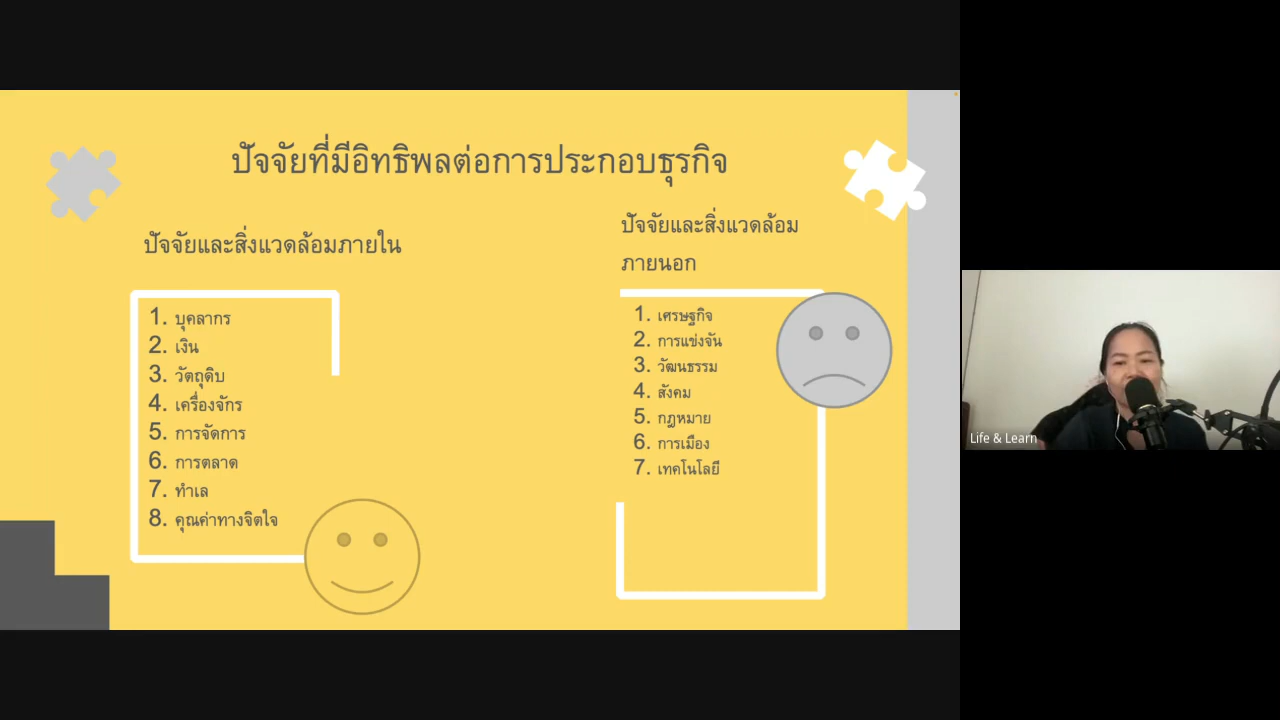 ปัจจัยที่มีอิทธิพลต่อการประกอบธุรกิจ
ปัจจัยและสิ่งแวดล้อมภายใน
1. บุคลากร
2. เงิน
3. วัตถุดิบ
4. เครื่องจักร
5. การจัดการ
6. การตลาด
7. ทำเล
8. คุณค่าทางจิตใจ
ปัจจัยและสิ่งแวดล้อม
ภายนอก
1. เศรษฐกิจ
2. การแข่งจัน
3. วัฒนธรรม
4. สังคม
5. กฎหมาย
6. การเมือง
7. เทคโนโลยี
Life & Learn